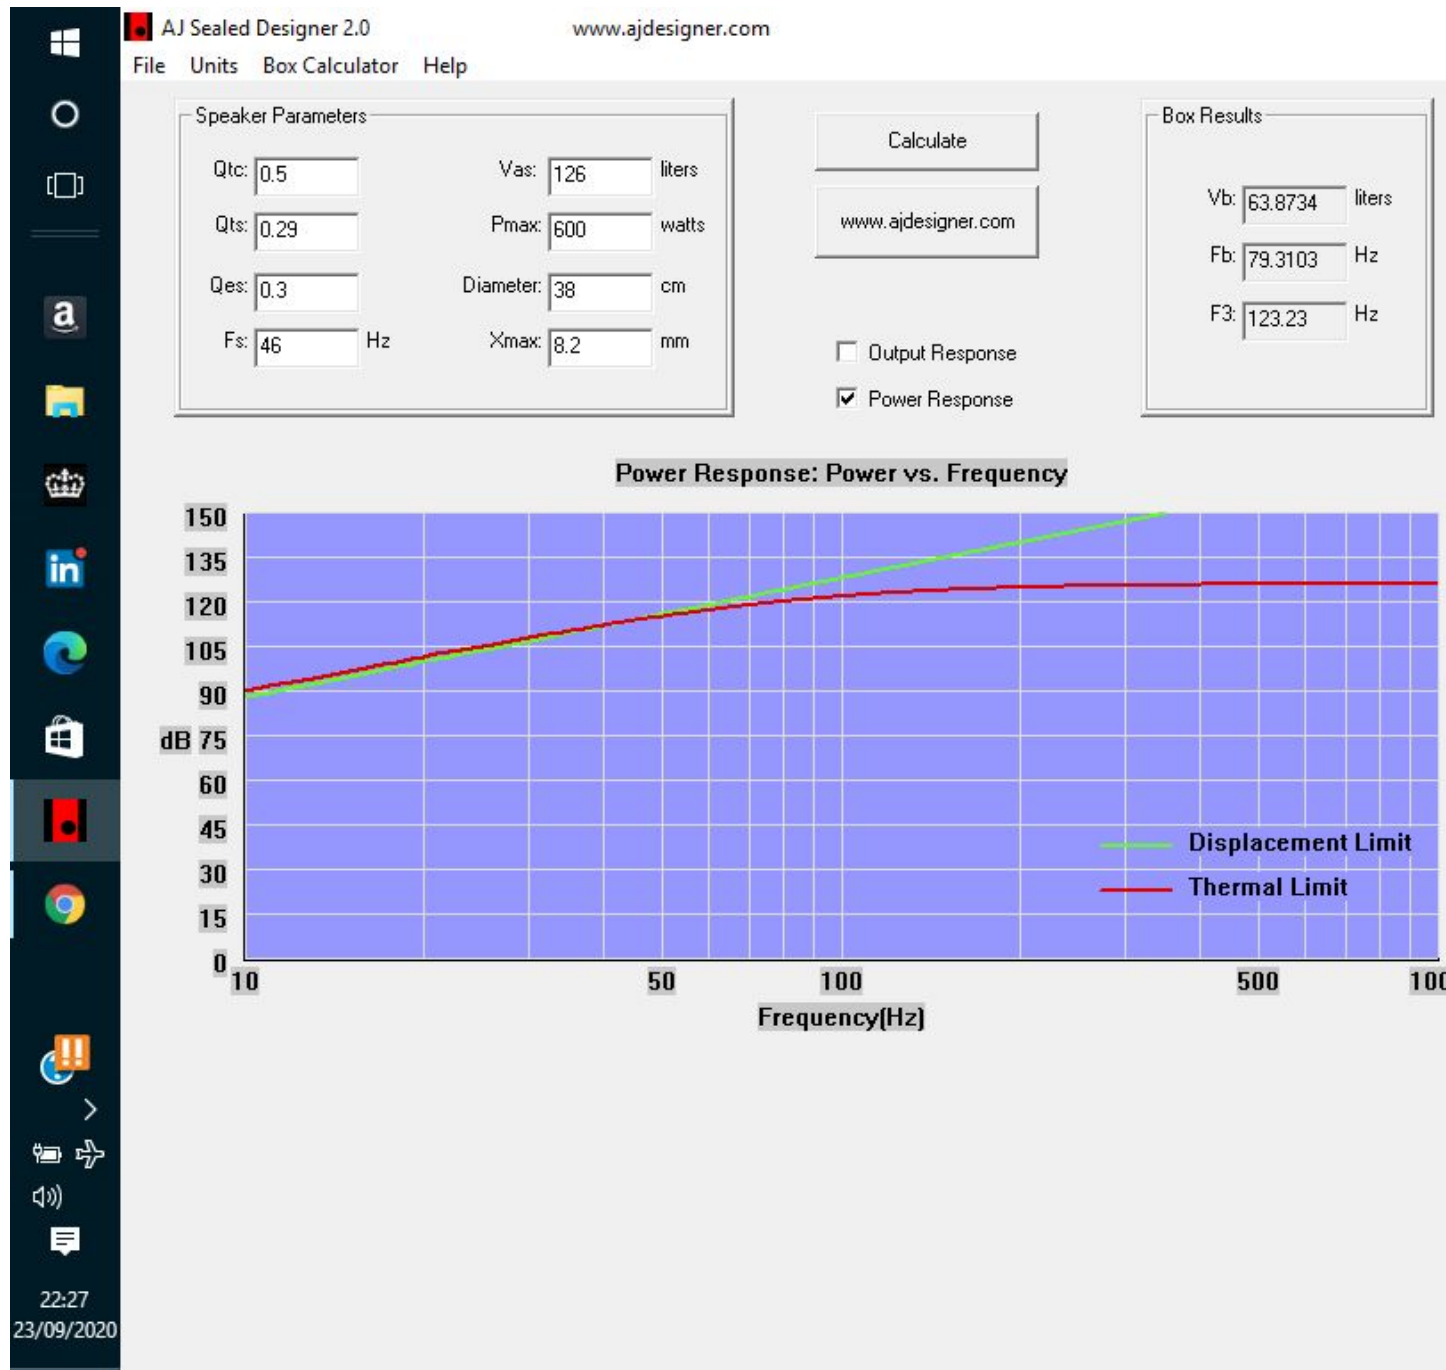 AJ Sealed Designer 2.0 www.ajdesigner.com
File Units Box Calculator Help
Speaker Parameters
Qtc: 0.5 Vas: 126 liters
Qts: 0.29 Pmax: 600 watts
Qes: 0.3 Diameter: 38 cm
Fs: 46 Hz Xmax: 8.2 mm
Calculate
www.ajdesigner.com
Output Response
Power Response
Box Results
Vb: 63.8734 liters
Fb: 79.3103 Hz
F3: 123.23 Hz
Power Response: Power vs. Frequency
150
135
120
105
90
dB 75
60
45
30
15
0
Displacement Limit
Thermal Limit
10 50 100 500 100
Frequency(Hz)
a
in
!!
22:27
23/09/2020